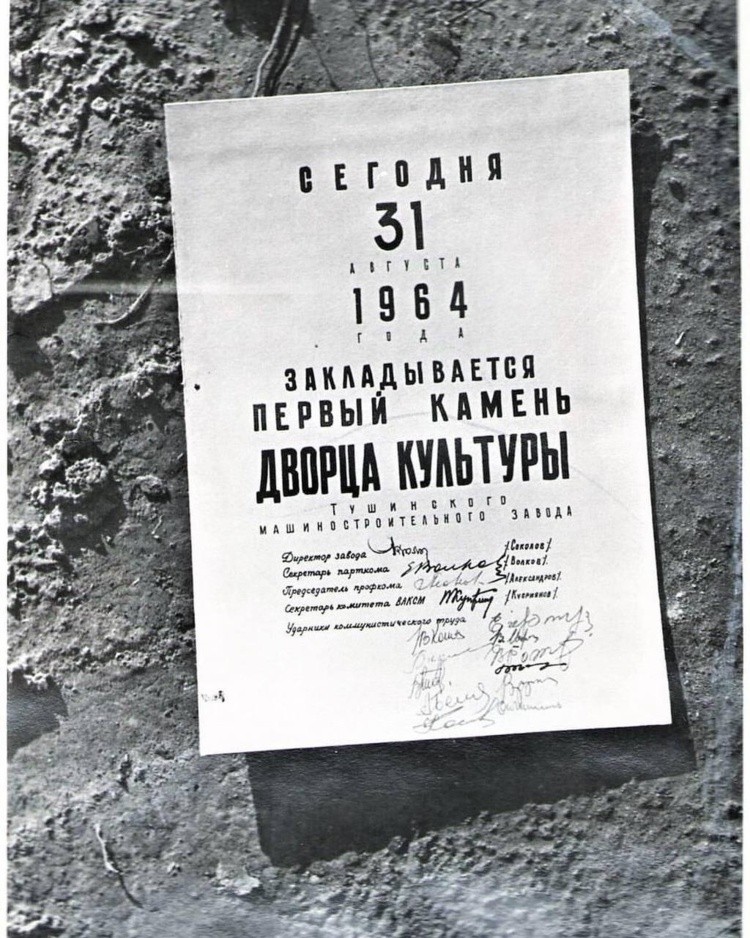 СЕГОДНЯ
31
АВГУСТА
1964
ГОДА
ЗАКЛАДЫВАЕТСЯ
ПЕРВЫЙ КАМЕНЬ
ДВОРЦА КУЛЬТУРЫ
ТУШИНСКОГО
МАШИНОСТРОИТЕЛЬНОГО ЗАВОДА
Директор завода /Соколов/
Секретарь парткома /Волков/
Председатель профкома /Александров/
Секретарь комитета ВЛКСМ /Куприянов/
Ударники коммунистического труда